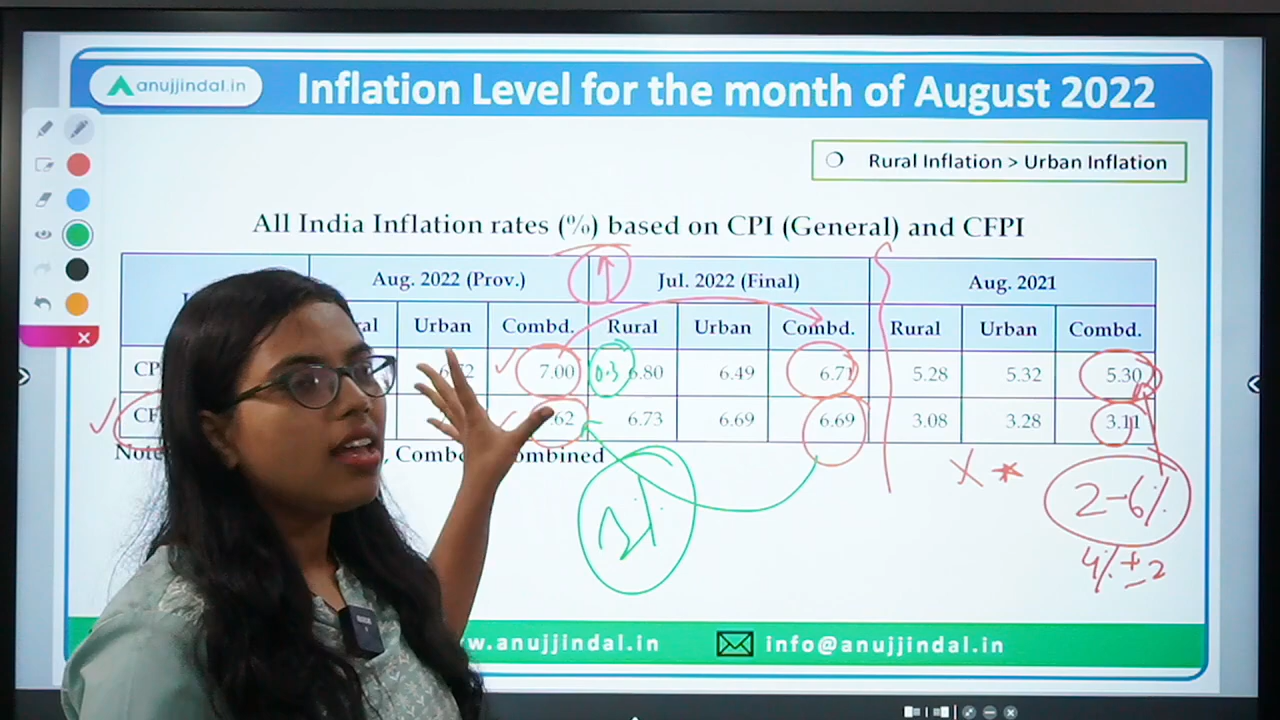 anujjindal.in
Inflation Level for the month of August 2022
Rural Inflation > Urban Inflation
All India Inflation rates (%) based on CPI (General) and CFPI
Aug. 2022 (Prov.) Jul. 2022 (Final) Aug. 2021
Urban Combd. Rural Urban Combd. Rural Urban Combd.
7.00 0.3 6.80 6.49 6.71 5.28 5.32 5.30
6.73 6.69 6.69 3.08 3.28 3.11
2-6%
4% ± 2
.anujjindal.in info@anujjindal.in